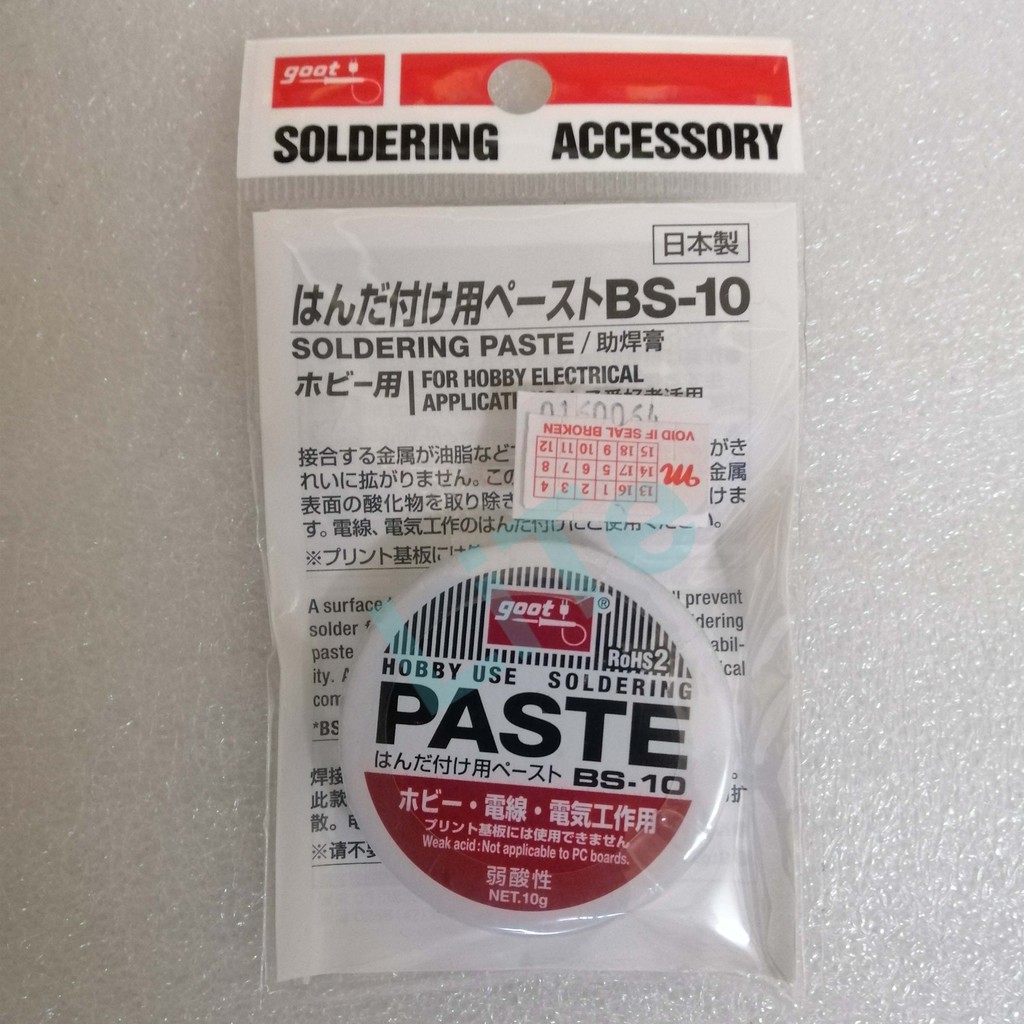 goot
SOLDERING ACCESSORY
日本製
はんだ付け用ペーストBS-10
SOLDERING PASTE / 助焊膏
ホビー用
FOR HOBBY ELECTRICAL
接合する金属が油脂など
がき
れいに拡がりません。この
金属
表面の酸化物を取り除き
けま
す。電線、電気工作のはんだ付けにご使用ください。
※プリント基板には
0160064
VOID IF SEAL BROKEN
15 18 9 10 11 12
14 17 5 6 7 8
13 16 1 2 3 4
A surface
prevent
solder
paste
abil-
ity. A
ical
com
*BS
焊接
此款
散。
※请不要
goot ®
RoHS2
HOBBY USE SOLDERING
PASTE
はんだ付け用ペースト BS-10
ホビー・電線・電気工作用
プリント基板には使用できません
Weak acid:Not applicable to PC boards.
弱酸性
NET.10g